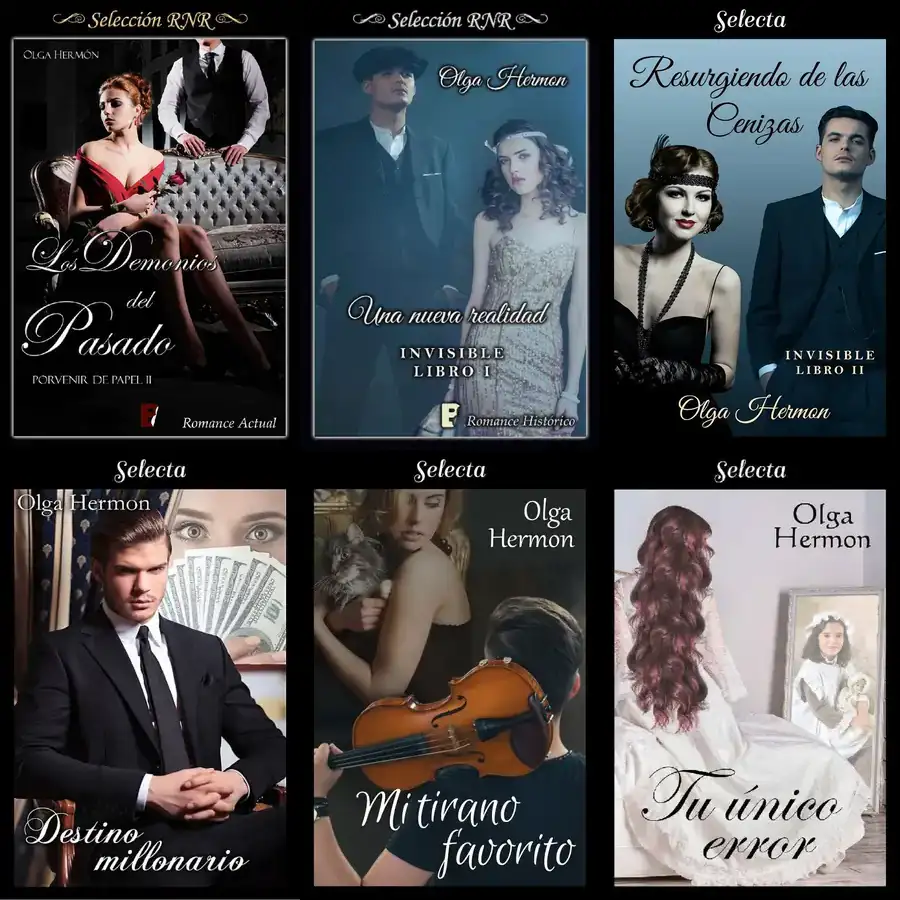 Selección RNR
OLGA HERMÓN
Los Demonios
del
Pasado
PORVENIR DE PAPEL II
Romance Actual
Selección RNR
Olga Hermon
Una nueva realidad
INVISIBLE
LIBRO I
Romance Histórico
Selecta
Resurgiendo de las
Cenizas
INVISIBLE
LIBRO II
Olga Hermon
Selecta
Olga Hermon
Destino
millonario
Selecta
Olga
Hermon
Mi tirano
favorito
Selecta
Olga
Hermon
Tu único
error